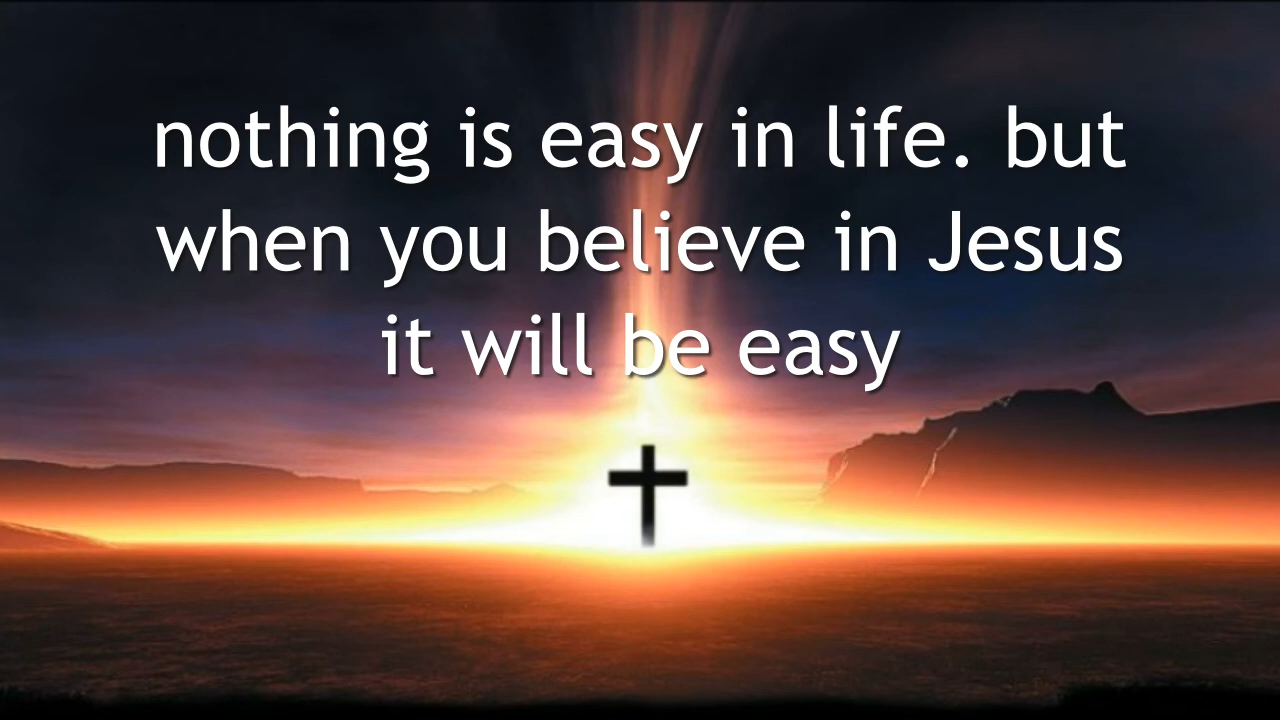 nothing is easy in life. but
when you believe in Jesus
it will be easy